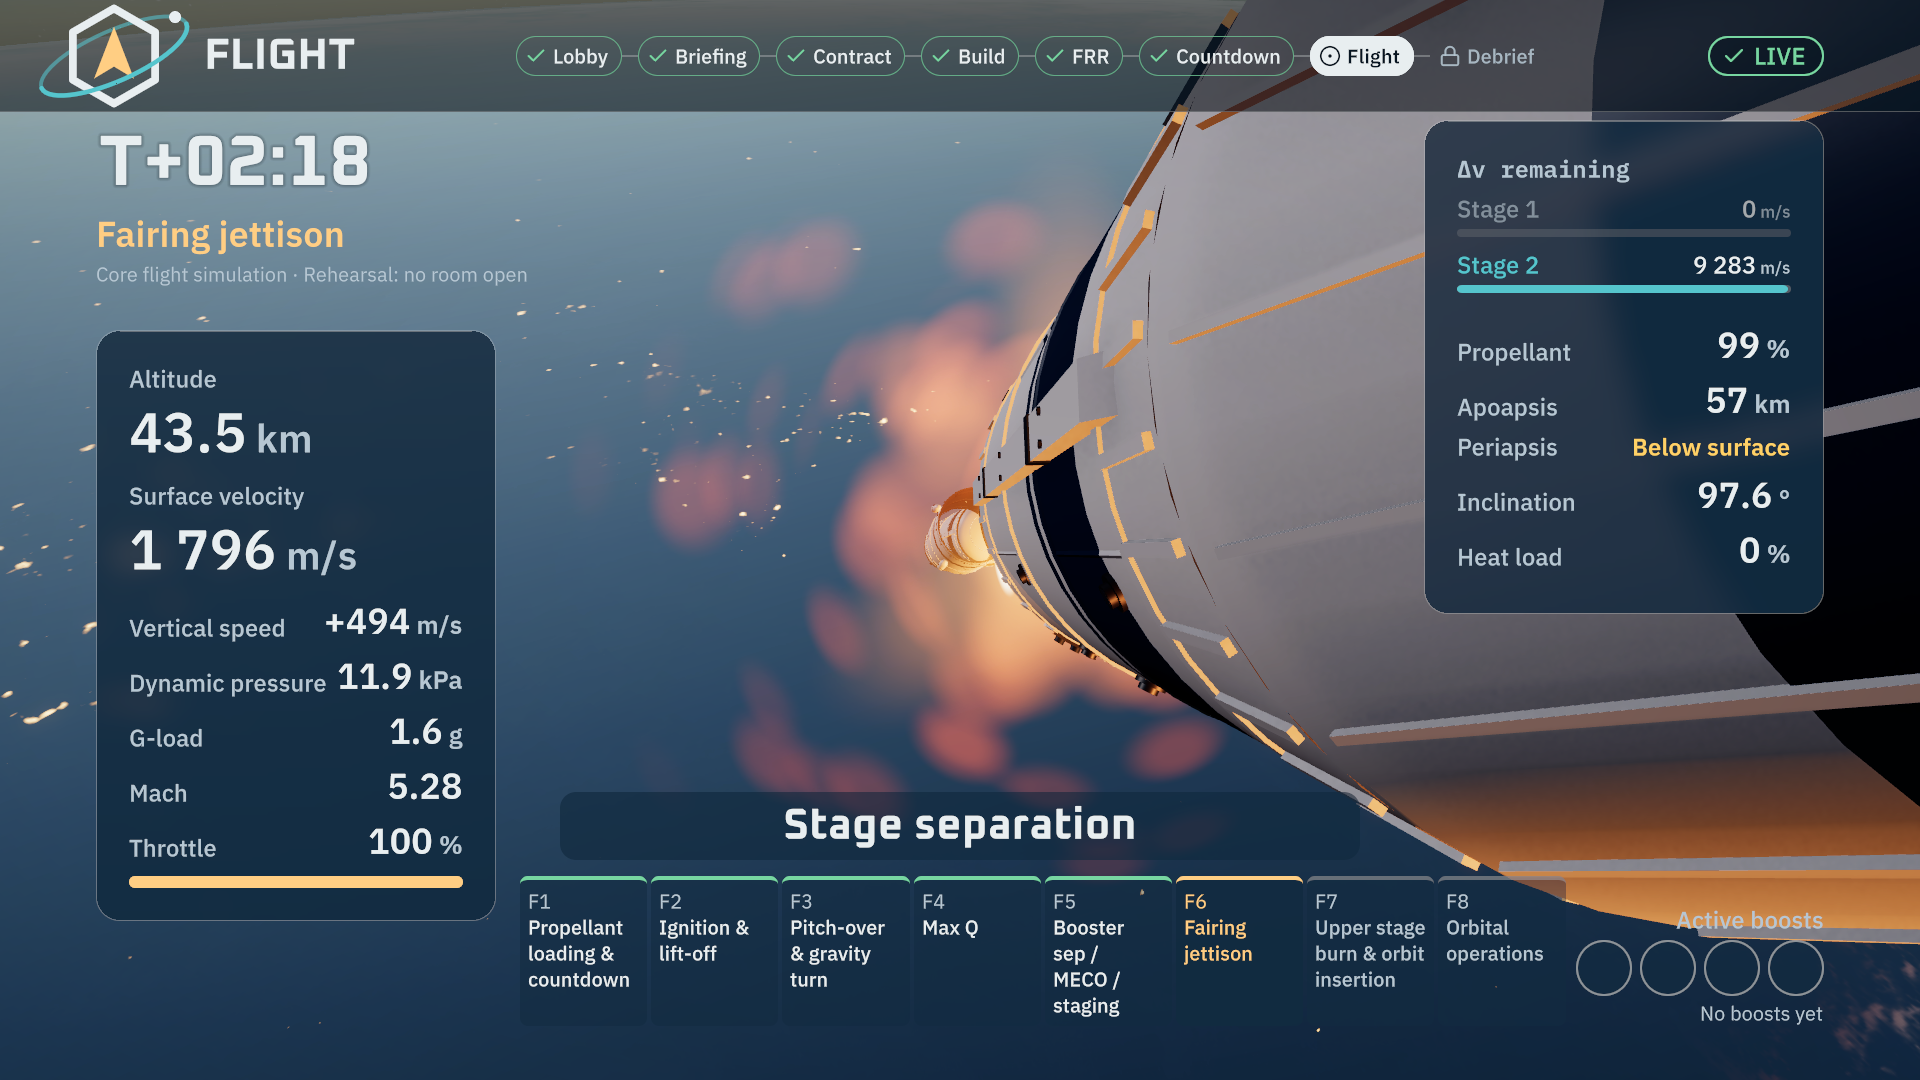 FLIGHT
Lobby
Briefing
Contract
Build
FRR
Countdown
Flight
Debrief
LIVE
T+02:18
Fairing jettison
Core flight simulation · Rehearsal: no room open
Altitude
43.5 km
Surface velocity
1 796 m/s
Vertical speed +494 m/s
Dynamic pressure 11.9 kPa
G-load 1.6 g
Mach 5.28
Throttle 100 %
Δv remaining
Stage 1 0 m/s
Stage 2 9 283 m/s
Propellant 99 %
Apoapsis 57 km
Periapsis Below surface
Inclination 97.6 °
Heat load 0 %
Stage separation
F1
Propellant
loading &
countdown
F2
Ignition &
lift-off
F3
Pitch-over
& gravity
turn
F4
Max Q
F5
Booster
sep /
MECO /
staging
F6
Fairing
jettison
F7
Upper stage
burn & orbit
insertion
F8
Orbital
operations
Active boosts
No boosts yet